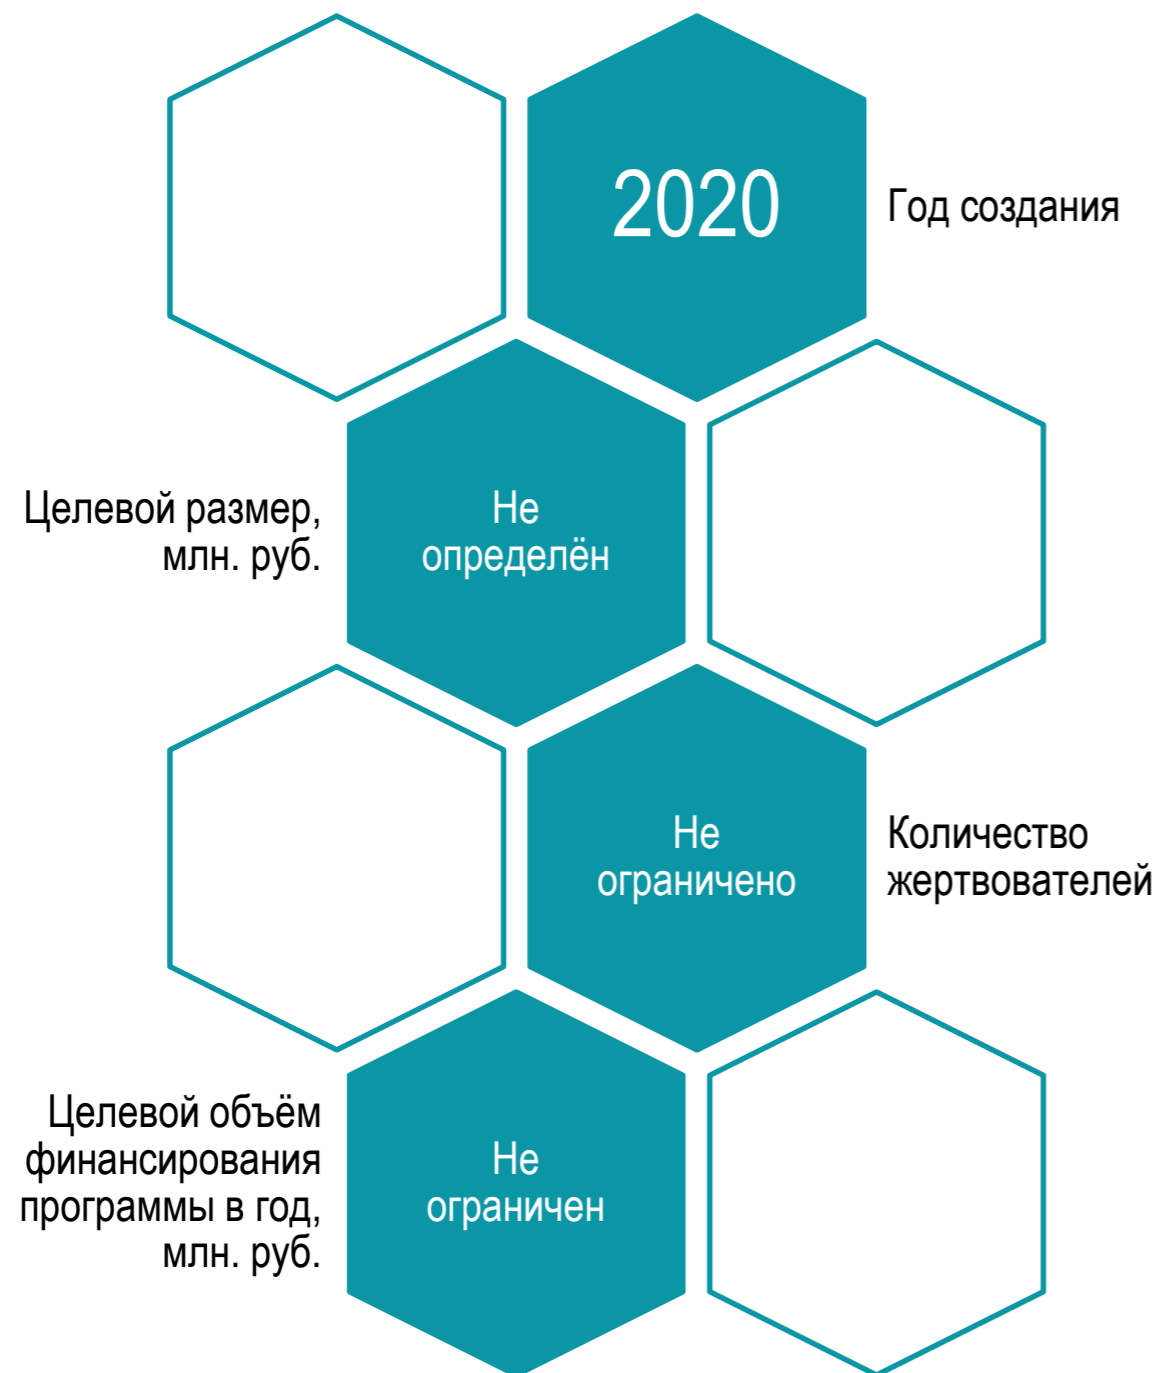 2020
Год создания
Целевой размер,
млн. руб.
Не
определён
Не
ограничено
Количество
жертвователей
Целевой объём
финансирования
программы в год,
млн. руб.
Не
ограничен